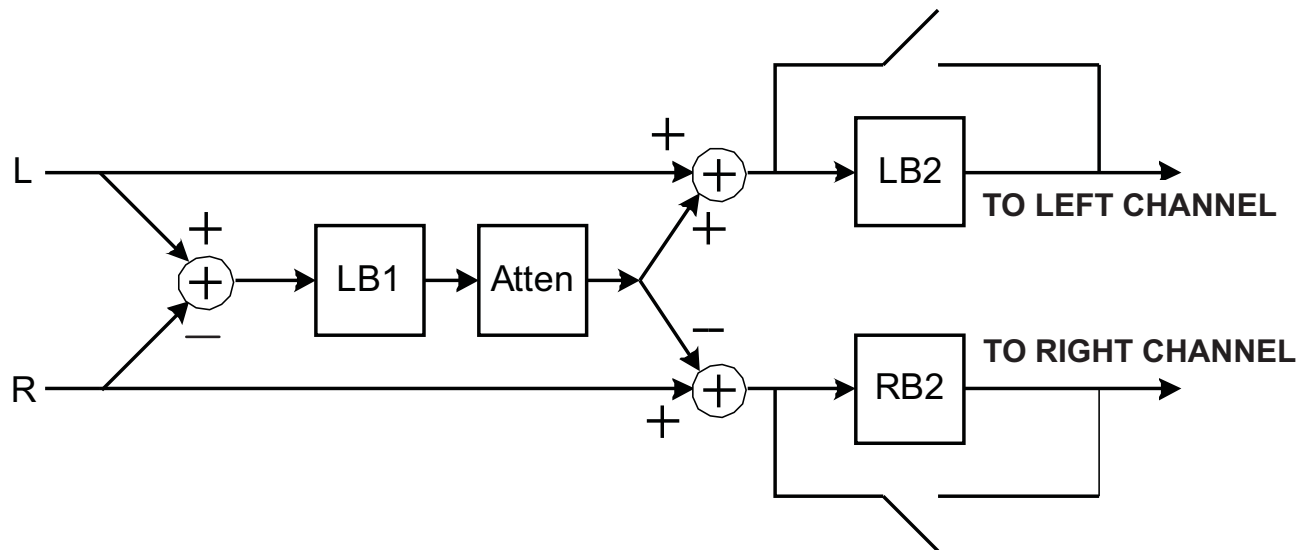 +
L
+
LB2
TO LEFT CHANNEL
+
+
+
LB1
Atten
+
—
—
TO RIGHT CHANNEL
R
+
RB2
+